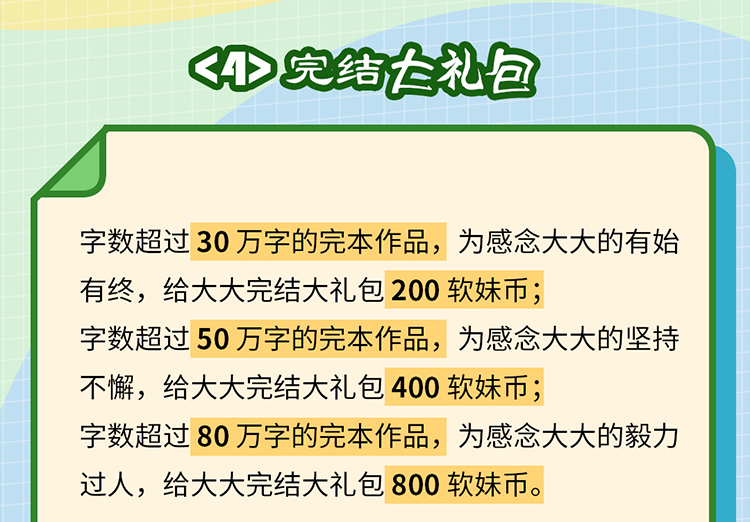 <4> 完结大礼包
字数超过 30 万字的完本作品，为感念大大的有始
有终，给大大完结大礼包 200 软妹币；
字数超过 50 万字的完本作品，为感念大大的坚持
不懈，给大大完结大礼包 400 软妹币；
字数超过 80 万字的完本作品，为感念大大的毅力
过人，给大大完结大礼包 800 软妹币。